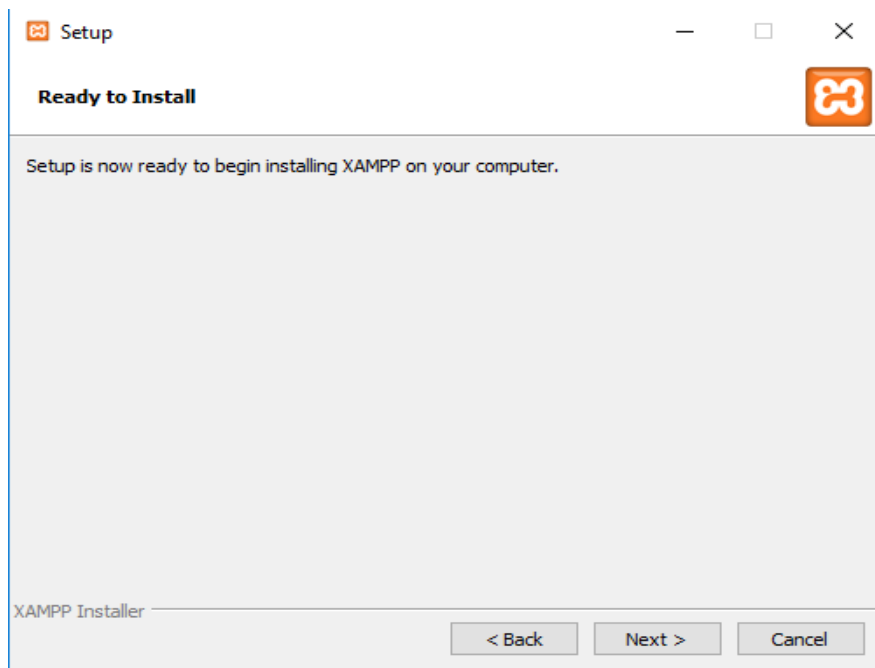 Setup
Ready to Install
Setup is now ready to begin installing XAMPP on your computer.
XAMPP Installer
< Back Next > Cancel